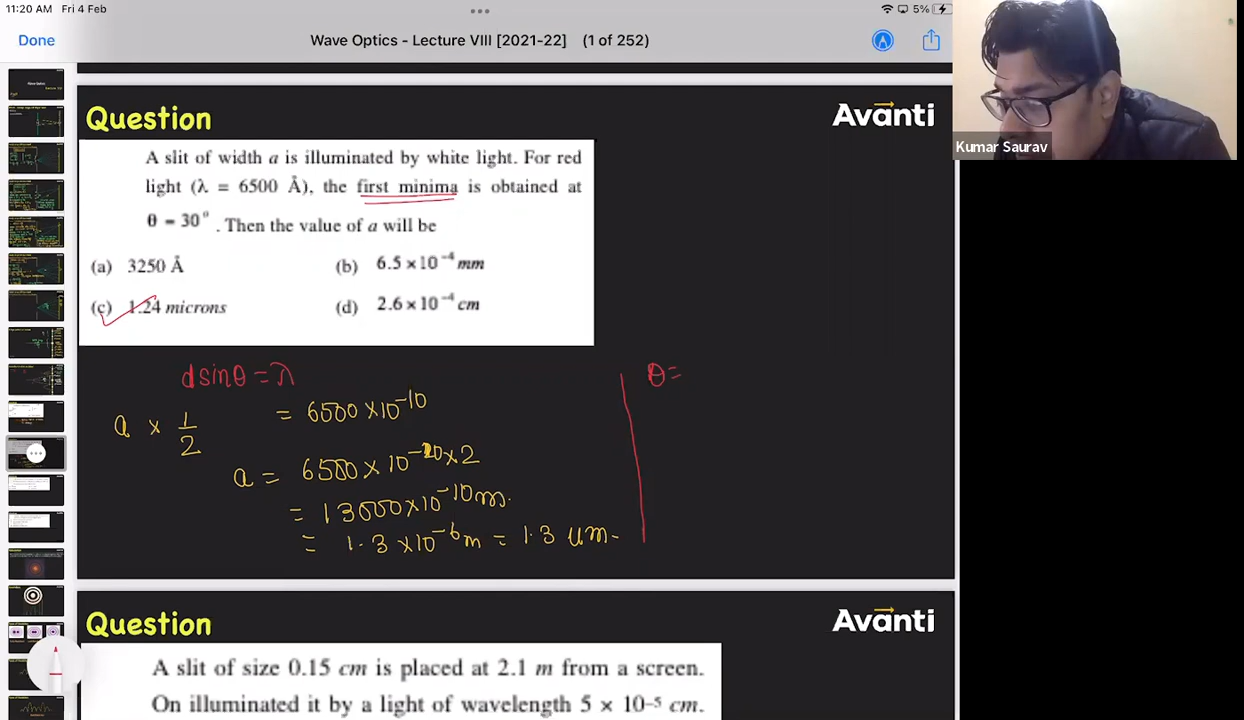 11:20 AM Fri 4 Feb
5%
Done
Wave Optics - Lecture VIII [2021-22] (1 of 252)
Kumar Saurav
Question
Avanti
A slit of width a is illuminated by white light. For red
light (λ = 6500 Å), the first minima is obtained at
θ = 30° . Then the value of a will be
(a) 3250 Å
(b) 6.5 × 10⁻⁴ mm
(c) 1.24 microns
(d) 2.6 × 10⁻⁴ cm
dsinθ = λ
a × 1/2 = 6500 × 10⁻¹⁰
a = 6500 × 10⁻¹⁰ × 2
= 13000 × 10⁻¹⁰ m.
= 1.3 × 10⁻⁶ m = 1.3 um.
θ =
Question
Avanti
A slit of size 0.15 cm is placed at 2.1 m from a screen.
On illuminated it by a light of wavelength 5 × 10⁻⁵ cm.